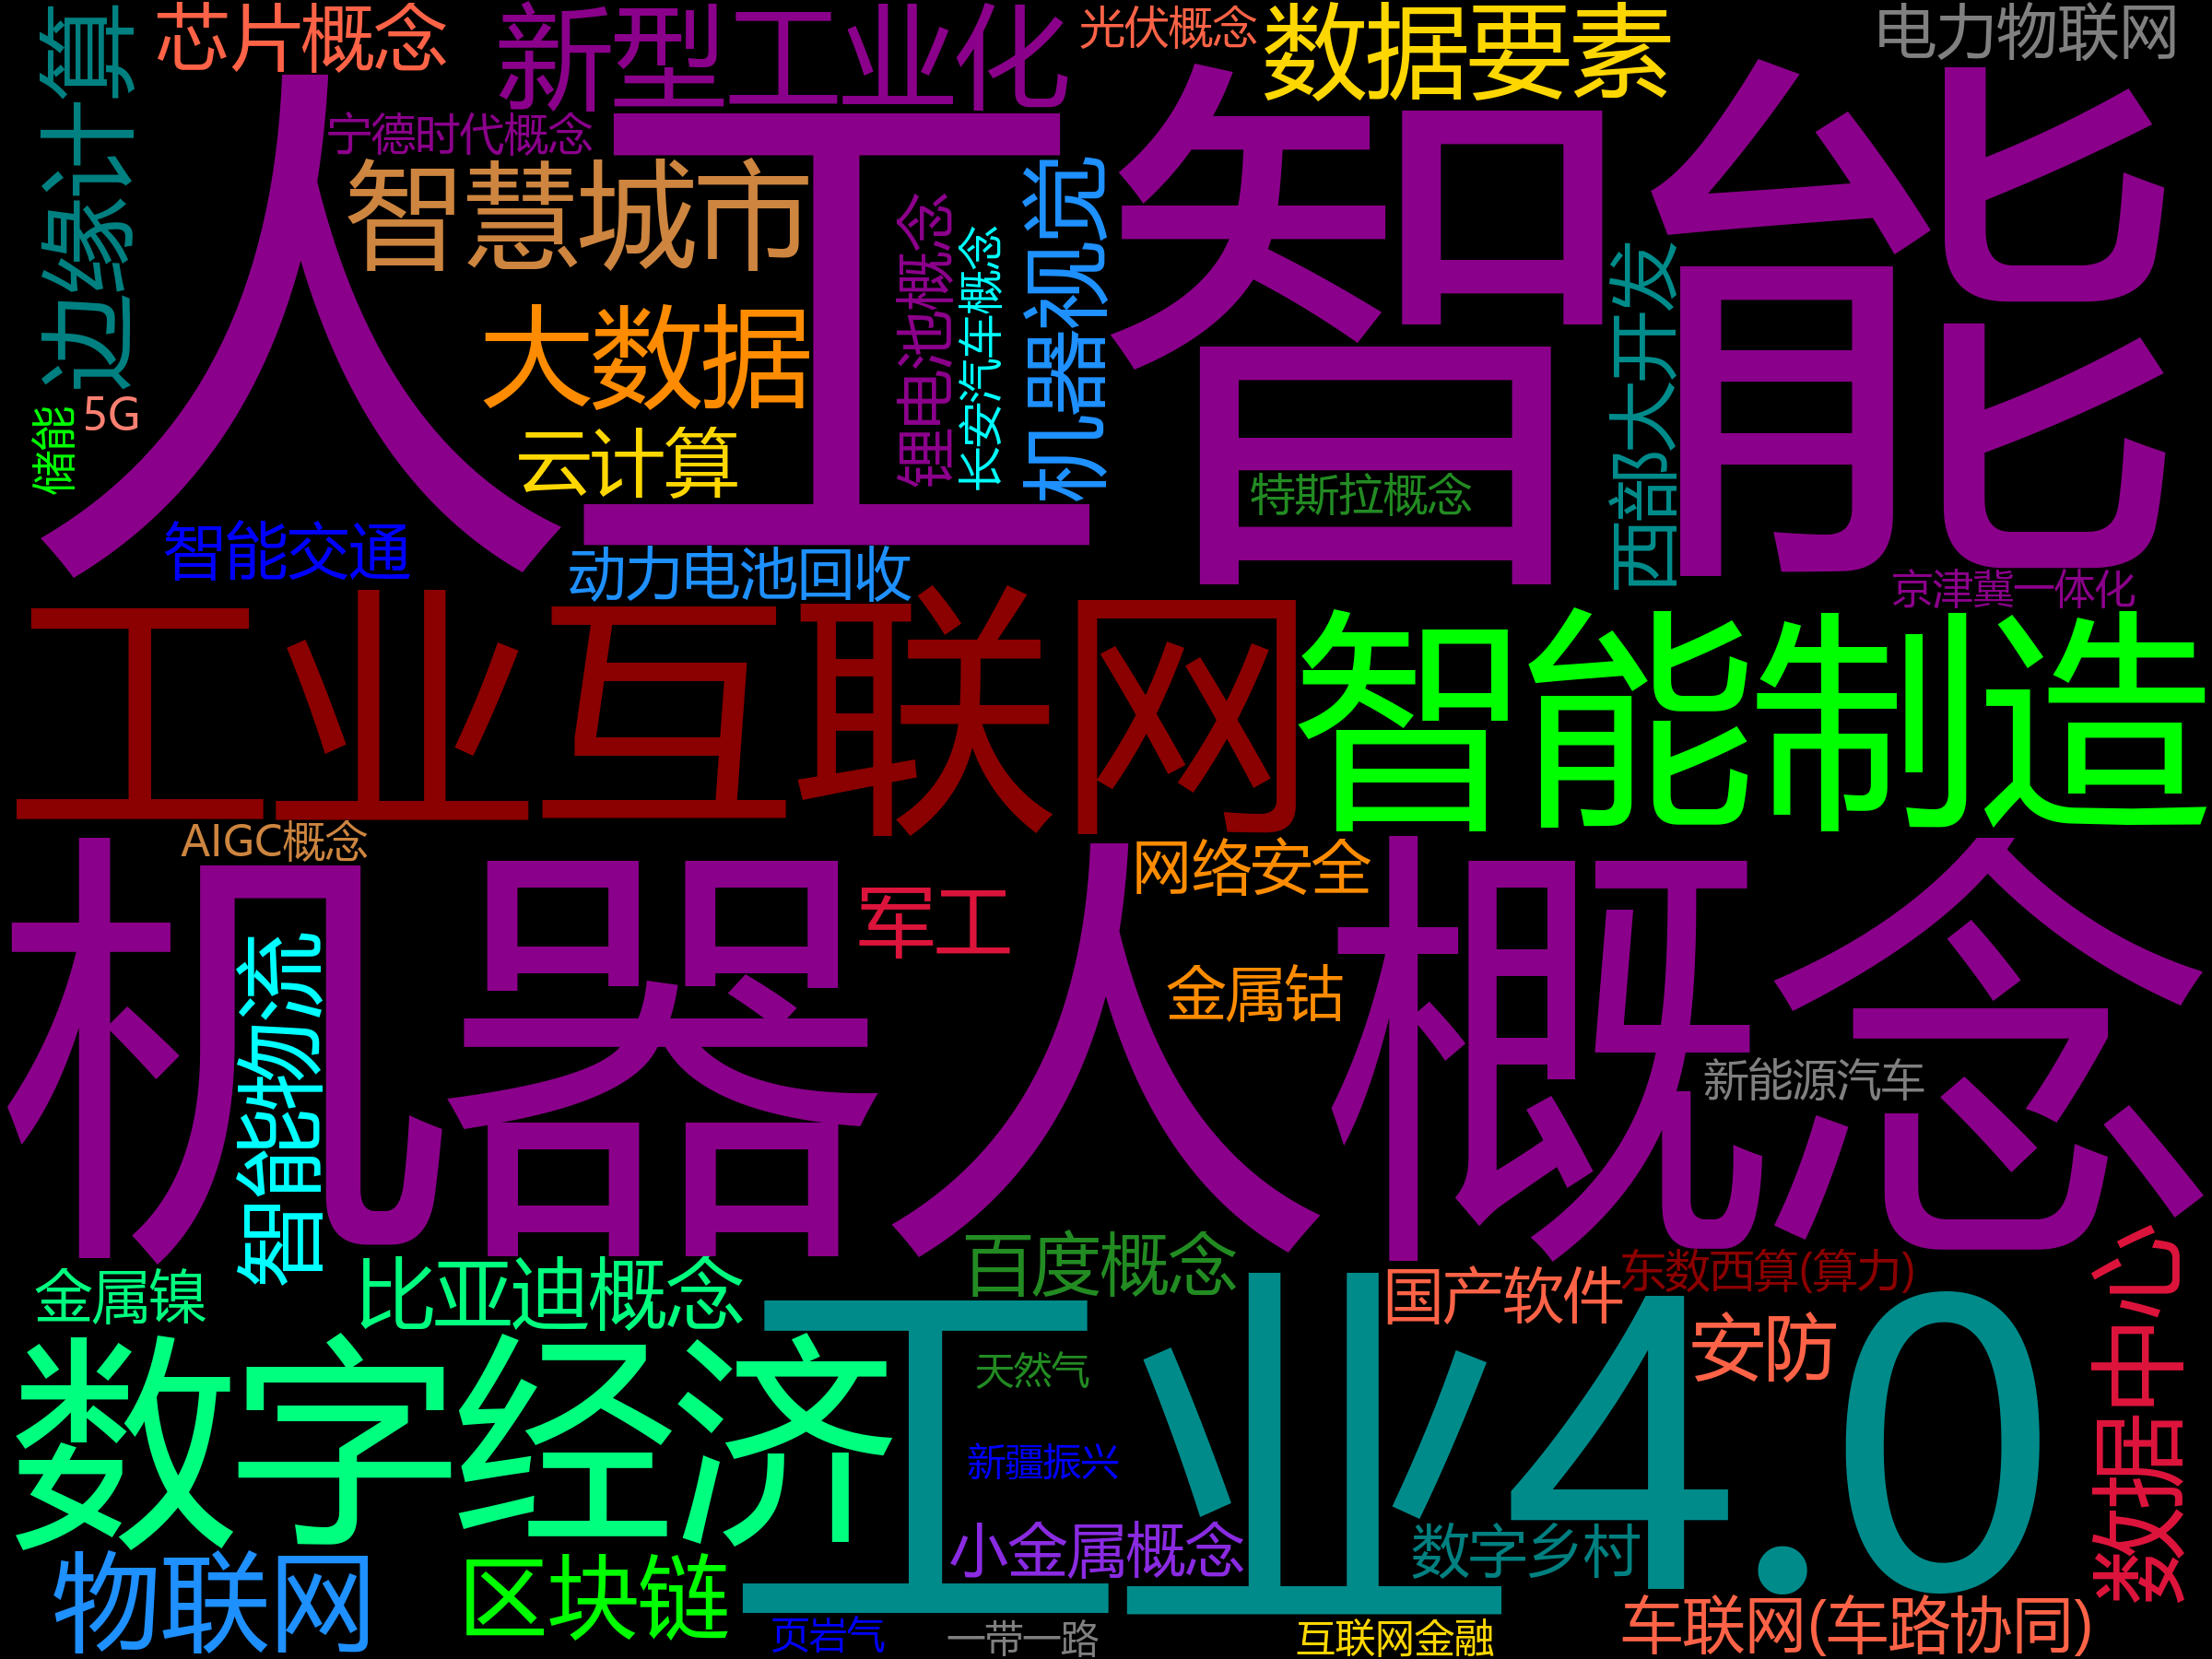 芯片概念
新型工业化
光伏概念
数据要素
电力物联网
边缘计算
宁德时代概念
人工智能
智慧城市
锂电池概念
长安汽车概念
机器视觉
西部大开发
大数据
5G
储能
云计算
特斯拉概念
智能交通
动力电池回收
京津冀一体化
工业互联网
智能制造
AIGC概念
网络安全
机器人概念
军工
智能物流
金属钴
新能源汽车
百度概念
东数西算(算力)
金属镍
比亚迪概念
国产软件
数据中心
工业4.0
安防
数字经济
天然气
新疆振兴
小金属概念
数字乡村
物联网
区块链
车联网(车路协同)
页岩气
一带一路
互联网金融